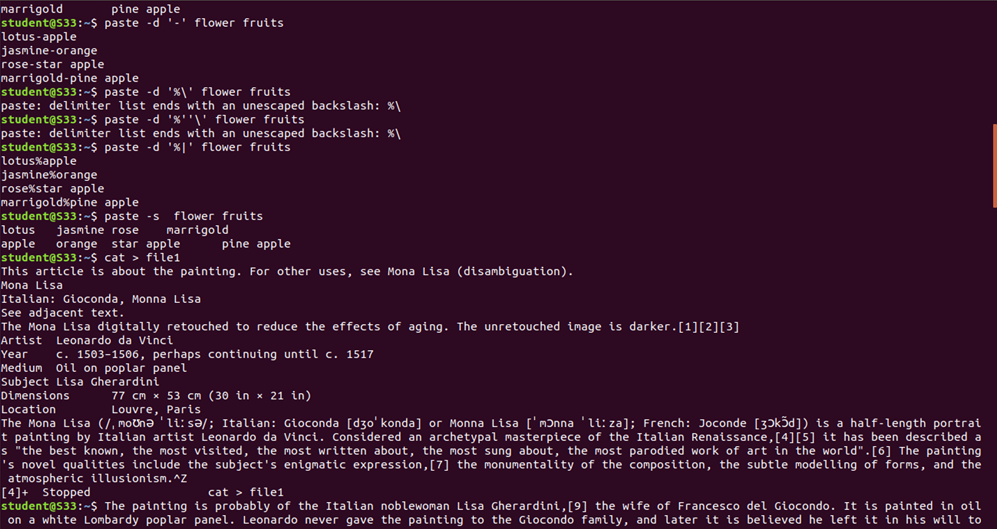 marrigold       pine apple
student@S33:~$ paste -d '-' flower fruits
lotus-apple
jasmine-orange
rose-star apple
marrigold-pine apple
student@S33:~$ paste -d '%\' flower fruits
paste: delimiter list ends with an unescaped backslash: %\
student@S33:~$ paste -d '%''\' flower fruits
paste: delimiter list ends with an unescaped backslash: %\
student@S33:~$ paste -d '%|' flower fruits
lotus%apple
jasmine%orange
rose%star apple
marrigold%pine apple
student@S33:~$ paste -s  flower fruits
lotus   jasmine rose    marrigold
apple   orange  star apple      pine apple
student@S33:~$ cat > file1
This article is about the painting. For other uses, see Mona Lisa (disambiguation).
Mona Lisa
Italian: Gioconda, Monna Lisa
See adjacent text.
The Mona Lisa digitally retouched to reduce the effects of aging. The unretouched image is darker.[1][2][3]
Artist  Leonardo da Vinci
Year    c. 1503–1506, perhaps continuing until c. 1517
Medium  Oil on poplar panel
Subject Lisa Gherardini
Dimensions      77 cm × 53 cm (30 in × 21 in)
Location        Louvre, Paris
The Mona Lisa (/ˌmoʊnə ˈliːsə/; Italian: Gioconda [dʒoˈkonda] or Monna Lisa [ˈmɔnna ˈliːza]; French: Joconde [ʒɔkɔ̃d]) is a half-length portrai
t painting by Italian artist Leonardo da Vinci. Considered an archetypal masterpiece of the Italian Renaissance,[4][5] it has been described a
s "the best known, the most visited, the most written about, the most sung about, the most parodied work of art in the world".[6] The painting
's novel qualities include the subject's enigmatic expression,[7] the monumentality of the composition, the subtle modelling of forms, and the
 atmospheric illusionism.^Z
[4]+  Stopped                 cat > file1
student@S33:~$ The painting is probably of the Italian noblewoman Lisa Gherardini,[9] the wife of Francesco del Giocondo. It is painted in oil
 on a white Lombardy poplar panel. Leonardo never gave the painting to the Giocondo family, and later it is believed he left it in his will to